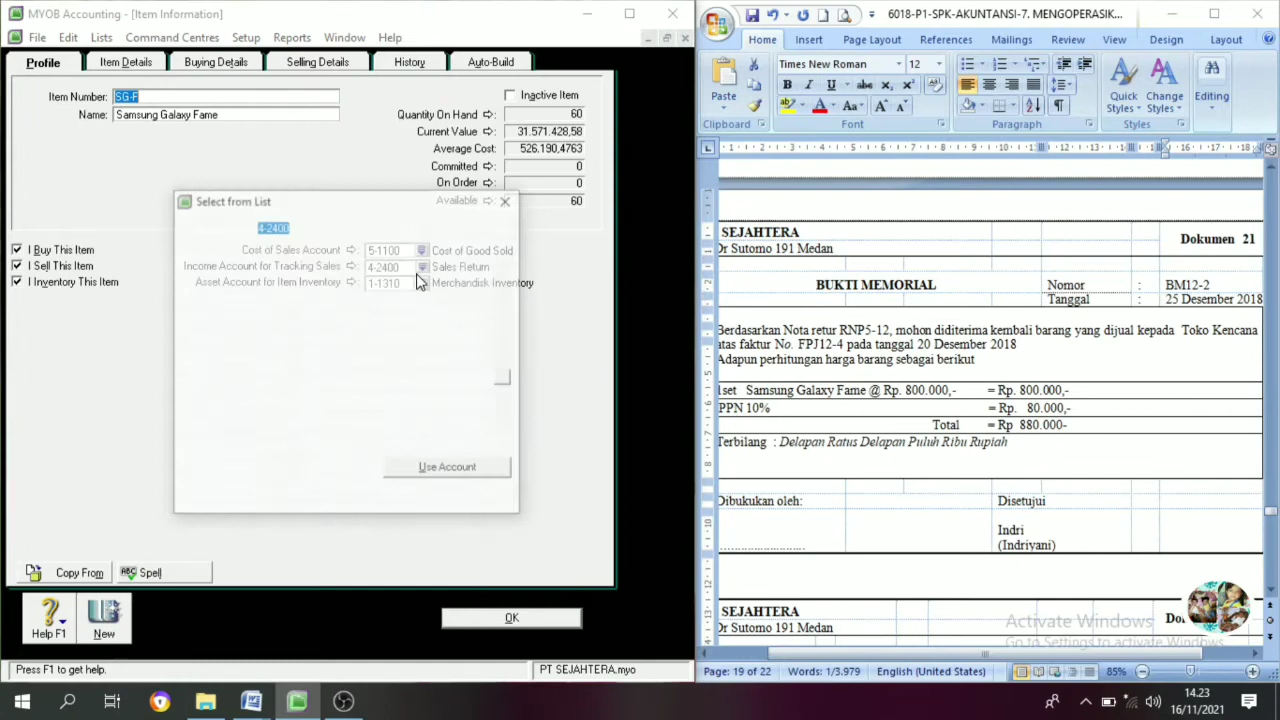 MYOB Accounting - [Item Information]
File Edit Lists Command Centres Setup Reports Window Help
Profile Item Details Buying Details Selling Details History Auto-Build
Item Number: SG-F
Name: Samsung Galaxy Fame
Inactive Item
Quantity On Hand 60
Current Value 31.571.428,58
Average Cost: 526.190,4763
Committed 0
On Order 0
Available 60
Select from List
4-2400
I Buy This Item
I Sell This Item
I Inventory This Item
Cost of Sales Account 5-1100 Cost of Good Sold
Income Account for Tracking Sales 4-2400 Sales Return
Asset Account for Item Inventory 1-1310 Merchandisk Inventory
Use Account
Copy From
ABC Spell
OK
Help F1
New
Press F1 to get help. PT SEJAHTERA.myo
6018-P1-SPK-AKUNTANSI-7. MENGOPERASIK...
Home Insert Page Layout References Mailings Review View Design Layout
Times New Roman 12
Paste
Quick Styles
Change Styles
Editing
Clipboard Font Paragraph Styles
SEJAHTERA
Dr Sutomo 191 Medan
Dokumen 21
BUKTI MEMORIAL
Nomor : BM12-2
Tanggal : 25 Desember 2018
Berdasarkan Nota retur RNP5-12, mohon diditerima kembali barang yang dijual kepada Toko Kencana
atas faktur No. FPJ12-4 pada tanggal 20 Desember 2018
Adapun perhitungan harga barang sebagai berikut
1set Samsung Galaxy Fame @ Rp. 800.000,- = Rp. 800.000,-
PPN 10% = Rp. 80.000,-
Total = Rp 880.000-
Terbilang : Delapan Ratus Delapan Puluh Ribu Rupiah
Dibukukan oleh: Disetujui
Indri
(Indriyani)
SEJAHTERA
Dr Sutomo 191 Medan
Activate Windows
Go to Settings to activate Windows.
Page: 19 of 22 Words: 1/3.979 English (United States) 85%
14.23
16/11/2021